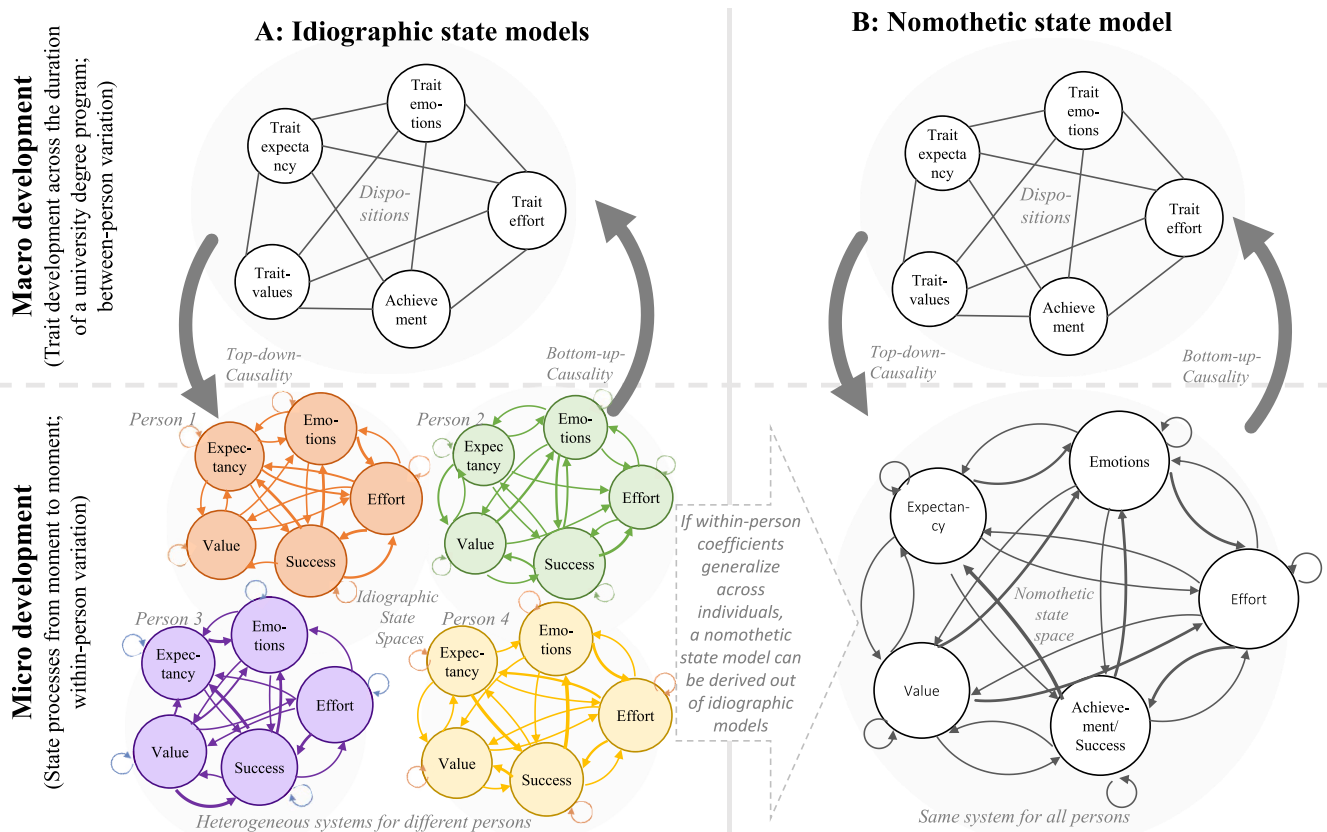 A: Idiographic state models
B: Nomothetic state model
Macro development
(Trait development across the duration
of a university degree program;
between-person variation)
Trait
emo-
tions
Trait
expecta
ncy
Dispo-
sitions
Trait
effort
Trait-
values
Achieve
ment
Top-down-
Causality
Bottom-up-
Causality
Trait
emo-
tions
Trait
expecta
ncy
Dispo-
sitions
Trait
effort
Trait-
values
Achieve
ment
Top-down-
Causality
Bottom-up-
Causality
Micro development
(State processes from moment to moment;
within-person variation)
Person 1
Emo-
tions
Expec-
tancy
Effort
Value
Success
Person 2
Emo-
tions
Expec
tancy
Effort
Value
Success
Idiographic
State
Spaces
Person 3
Emo-
tions
Expec-
tancy
Effort
Value
Success
Person 4
Emo-
tions
Expec-
tancy
Effort
Value
Success
Heterogeneous systems for different persons
If within-person
coefficients
generalize
across
individuals,
a nomothetic
state model can
be derived out
of idiographic
models
Emotions
Expectan-
cy
Nomothetic
state
space
Effort
Value
Achieve-
ment/
Success
Same system for all persons